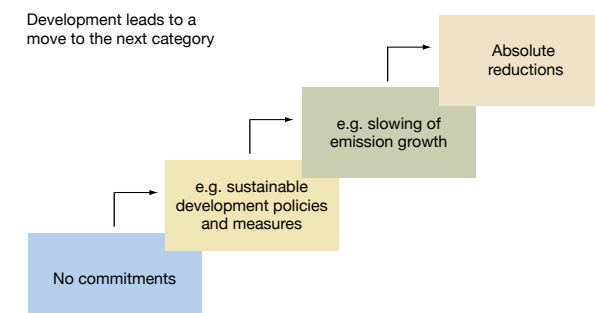 Development leads to a
move to the next category
Absolute
reductions
e.g. slowing of
emission growth
e.g. sustainable
development policies
and measures
No commitments